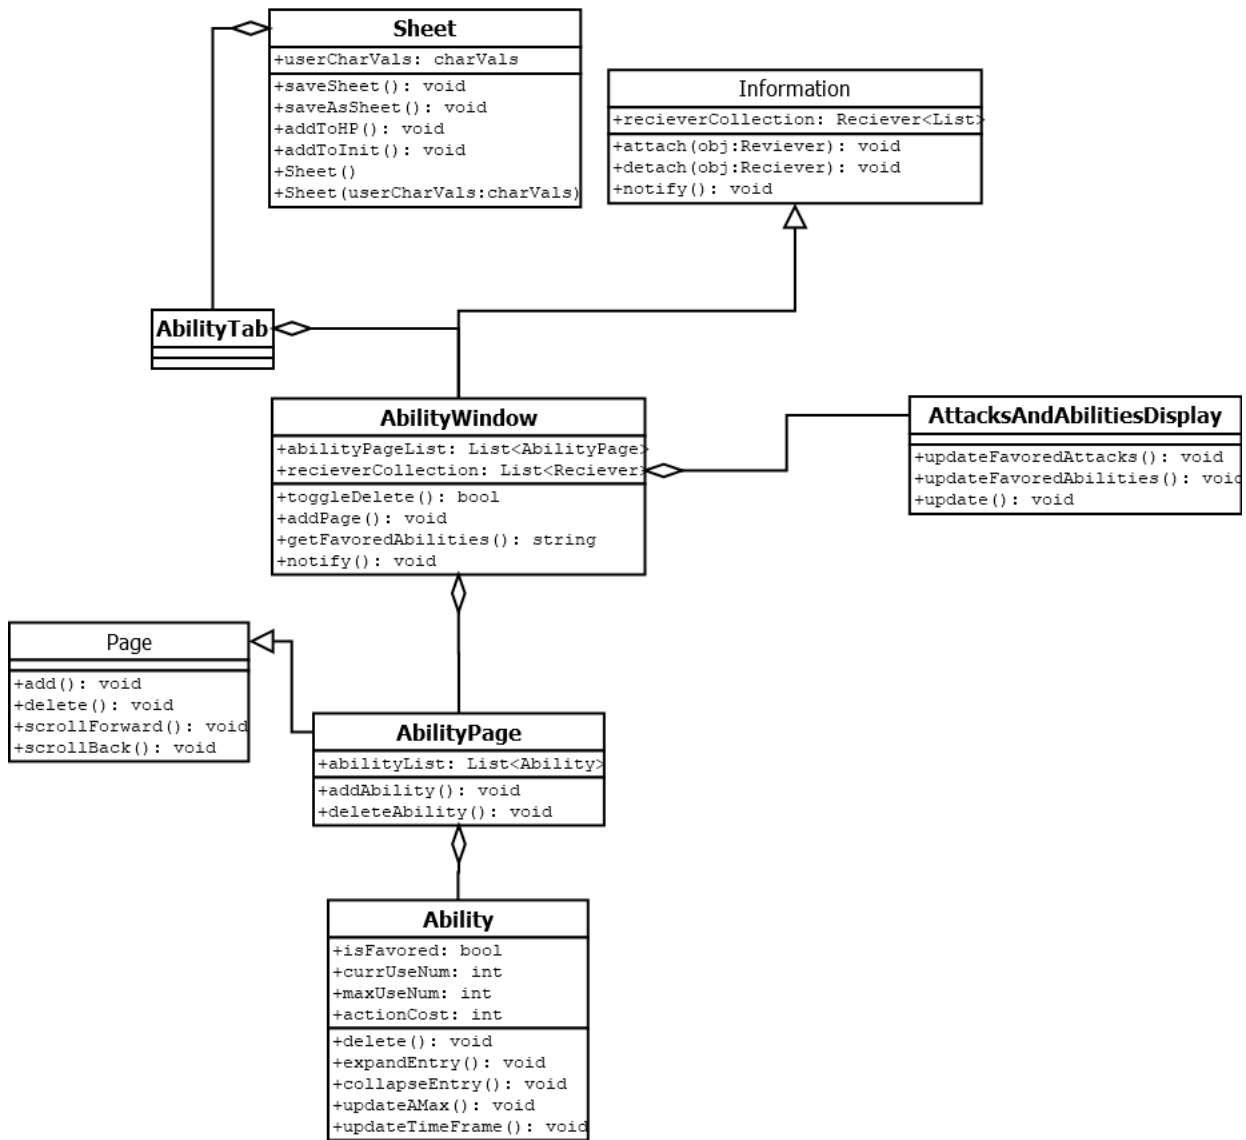 Sheet
+userCharVals: charVals
+saveSheet(): void
+saveAsSheet(): void
+addToHP(): void
+addToInit(): void
+Sheet()
+Sheet(userCharVals:charVals)
Information
+recieverCollection: Reciever<List>
+attach(obj:Reviever): void
+detach(obj:Reciever): void
+notify(): void
AbilityTab
AbilityWindow
+abilityPageList: List<AbilityPage>
+recieverCollection: List<Reciever>
+toggleDelete(): bool
+addPage(): void
+getFavoredAbilities(): string
+notify(): void
AttacksAndAbilitiesDisplay
+updateFavoredAttacks(): void
+updateFavoredAbilities(): void
+update(): void
Page
+add(): void
+delete(): void
+scrollForward(): void
+scrollBack(): void
AbilityPage
+abilityList: List<Ability>
+addAbility(): void
+deleteAbility(): void
Ability
+isFavored: bool
+currUseNum: int
+maxUseNum: int
+actionCost: int
+delete(): void
+expandEntry(): void
+collapseEntry(): void
+updateAMax(): void
+updateTimeFrame(): void